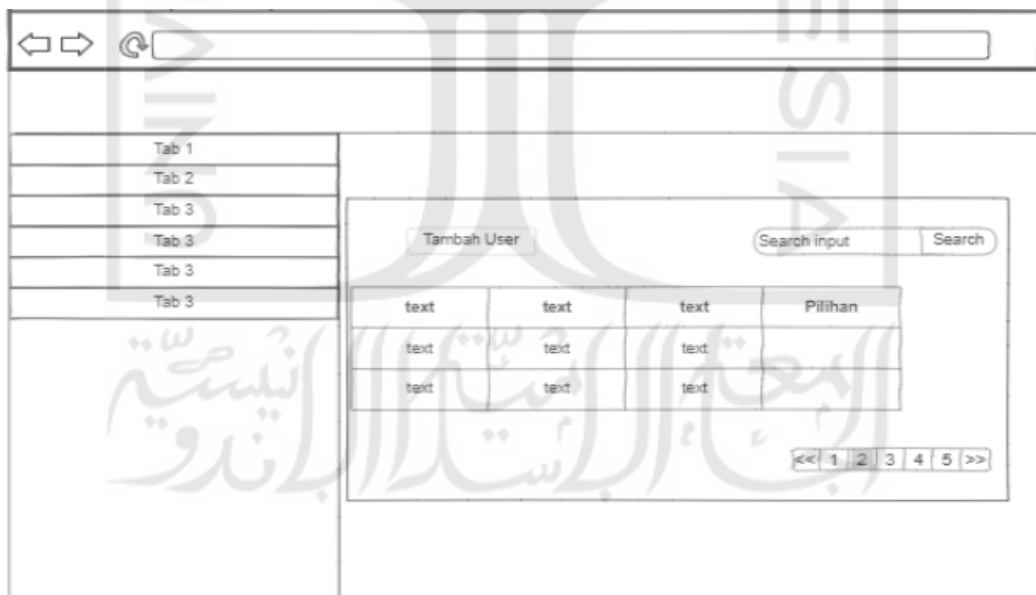 Tab 1
Tab 2
Tab 3
Tab 3
Tab 3
Tab 3
Tambah User
Search input Search
text text text Pilihan
text text text
text text text
<< 1 2 3 4 5 >>
ESIA